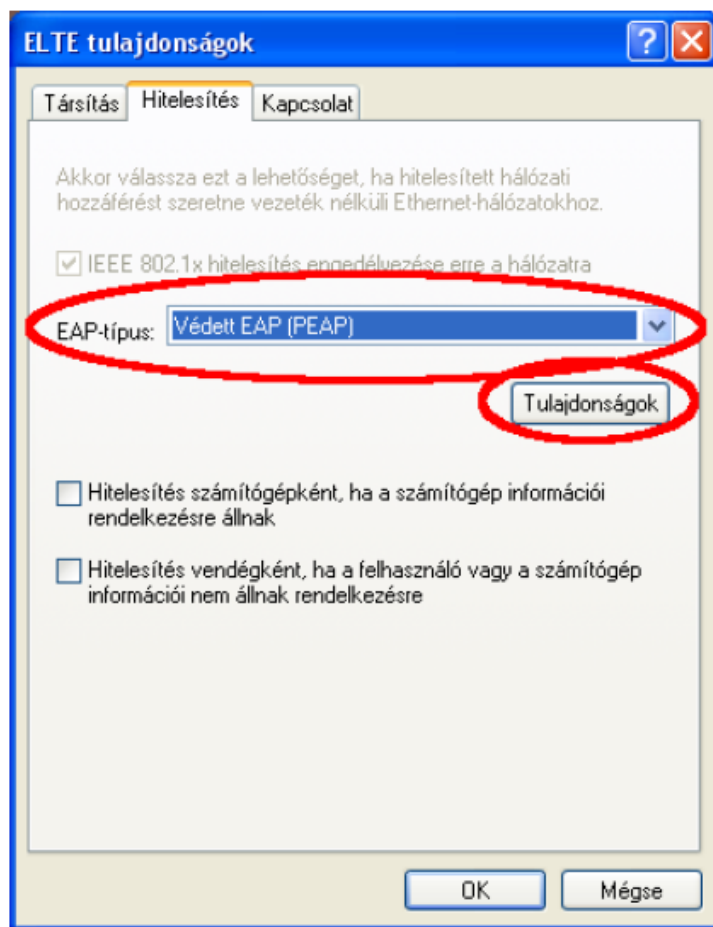 ELTE tulajdonságok
Társítás Hitelesítés Kapcsolat
Akkor válassza ezt a lehetőséget, ha hitelesített hálózati
hozzáférést szeretne vezeték nélküli Ethernet-hálózatokhoz.
IEEE 802.1x hitelesítés engedélyezése erre a hálózatra
EAP-típus: Védett EAP (PEAP)
Tulajdonságok
Hitelesítés számítógépként, ha a számítógép információi
rendelkezésre állnak
Hitelesítés vendégként, ha a felhasználó vagy a számítógép
információi nem állnak rendelkezésre
OK Mégse